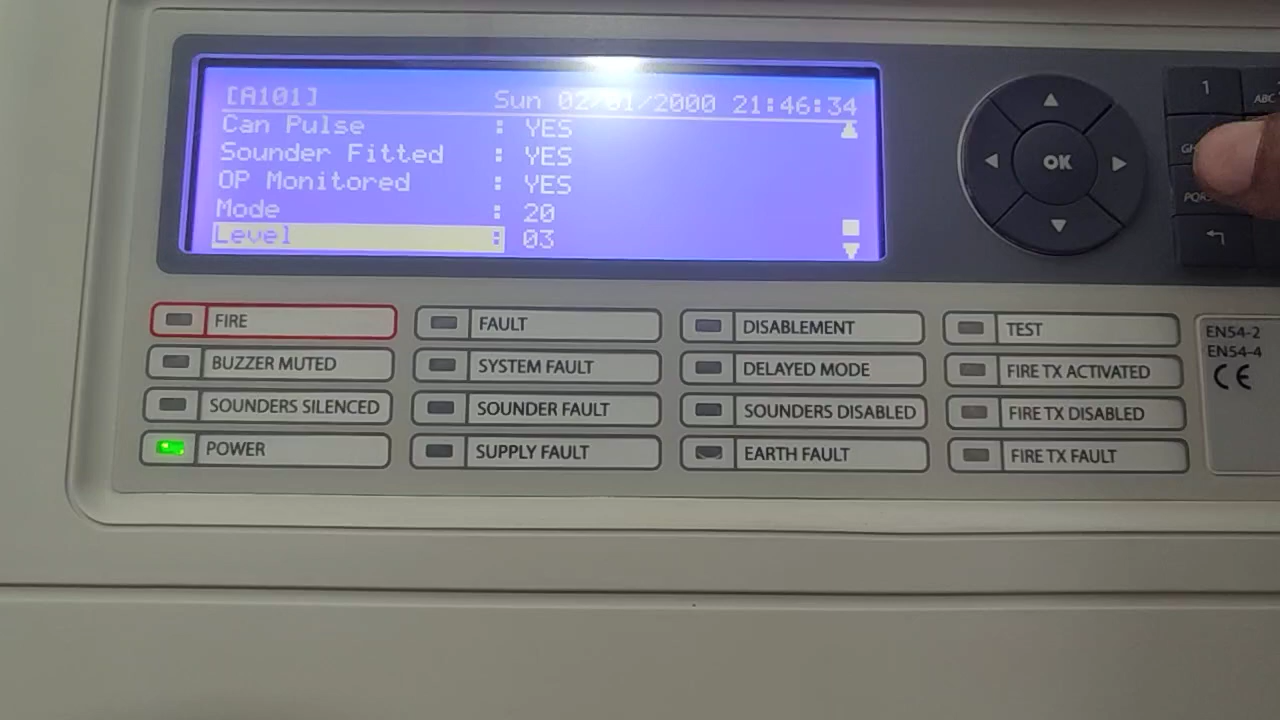 [A101] Sun 02/01/2000 21:46:34
Can Pulse : YES
Sounder Fitted : YES
OP Monitored : YES
Mode : 20
Level : 03
OK
1
ABC
FIRE FAULT DISABLEMENT TEST
BUZZER MUTED SYSTEM FAULT DELAYED MODE FIRE TX ACTIVATED
SOUNDERS SILENCED SOUNDER FAULT SOUNDERS DISABLED FIRE TX DISABLED
POWER SUPPLY FAULT EARTH FAULT FIRE TX FAULT
EN54-2
EN54-4
CE